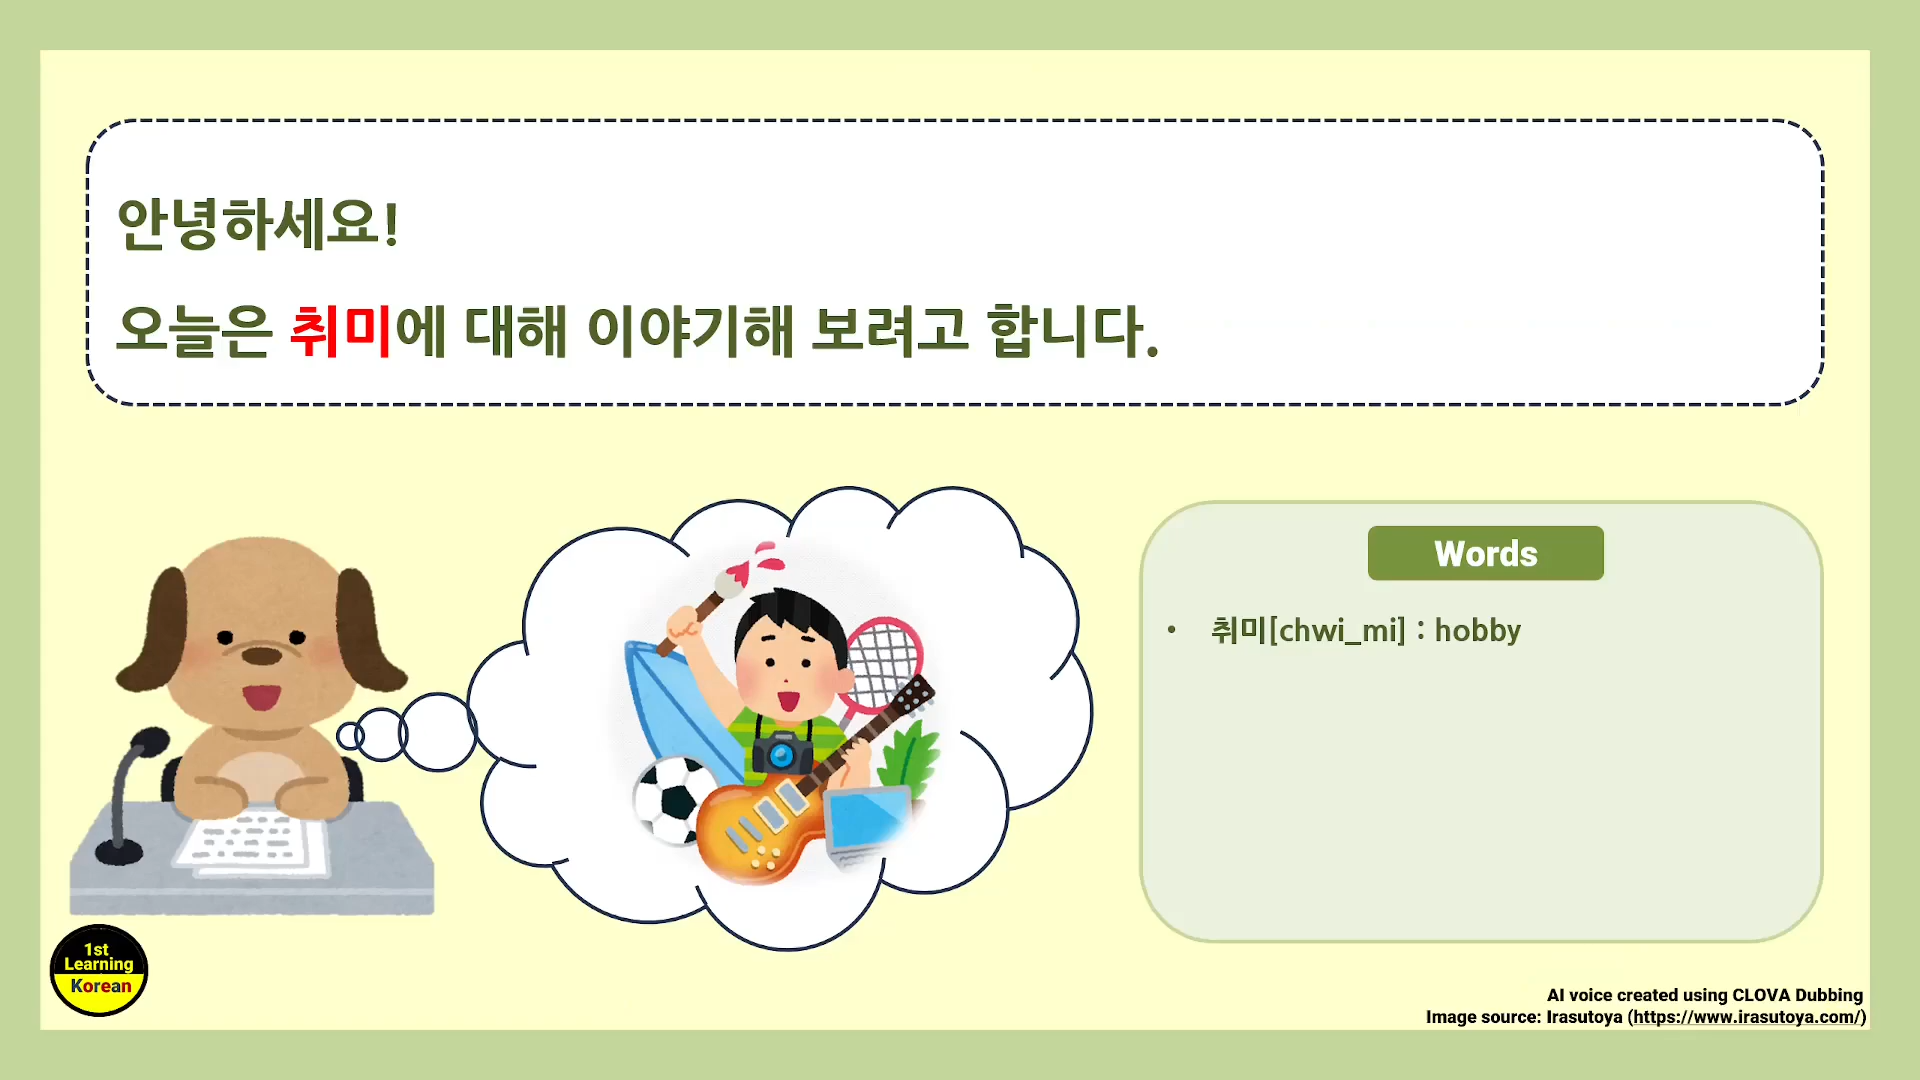 안녕하세요!
오늘은 취미에 대해 이야기해 보려고 합니다.
Words
• 취미[chwi_mi] : hobby
1st
Learning
Korean
AI voice created using CLOVA Dubbing
Image source: Irasutoya (https://www.irasutoya.com/)